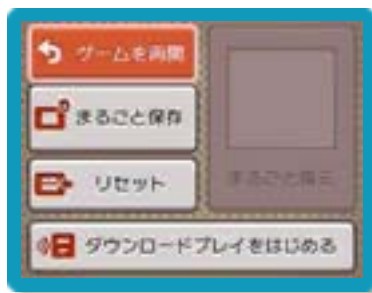 ゲームを再開
まるごと保存
まるごと復元
リセット
ダウンロードプレイをはじめる